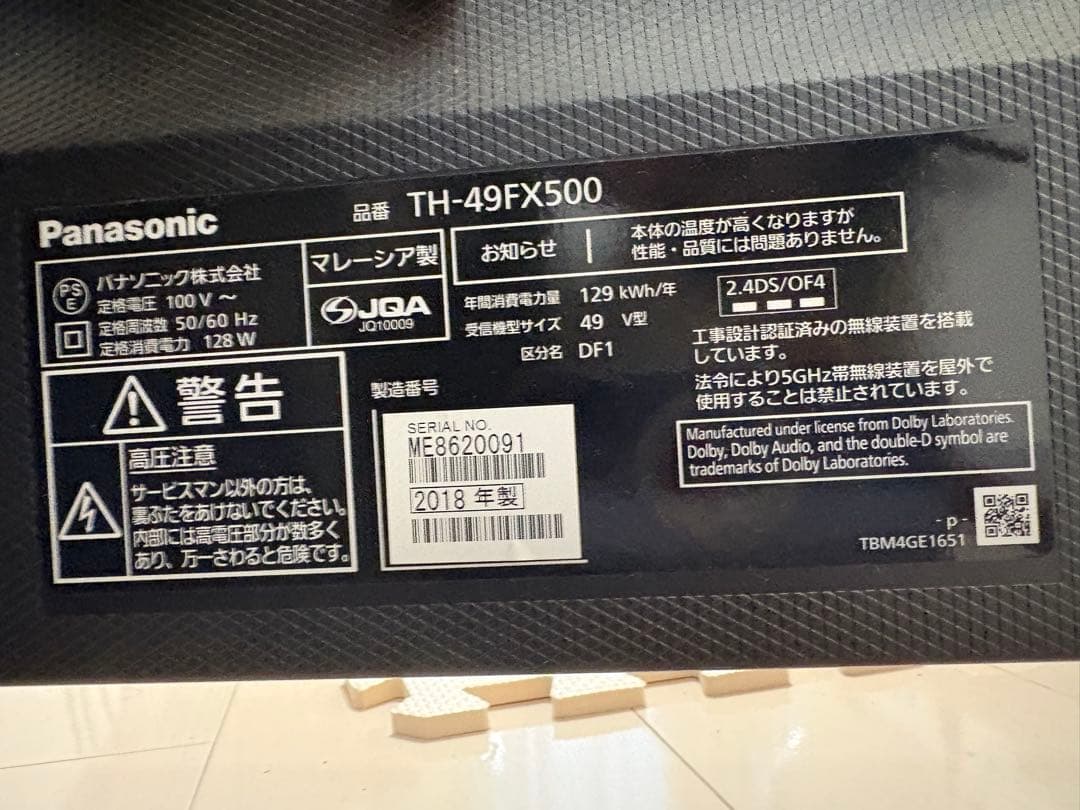 Panasonic
品番 TH-49FX500
PS
E
パナソニック株式会社
定格電圧 100 V ～
定格周波数 50/60 Hz
定格消費電力 128 W
マレーシア製
JQA
JQ10009
お知らせ
本体の温度が高くなりますが
性能・品質には問題ありません。
年間消費電力量 129 kWh/年
受信機型サイズ 49 V型
区分名 DF1
2.4DS/OF4
工事設計認証済みの無線装置を搭載
しています。
法令により5GHz帯無線装置を屋外で
使用することは禁止されています。
警告
高圧注意
サービスマン以外の方は、
裏ぶたをあけないでください。
内部には高電圧部分が数多く
あり、万一さわると危険です。
製造番号
SERIAL NO.
ME8620091
2018 年製
Manufactured under license from Dolby Laboratories.
Dolby, Dolby Audio, and the double-D symbol are
trademarks of Dolby Laboratories.
- p -
TBM4GE1651